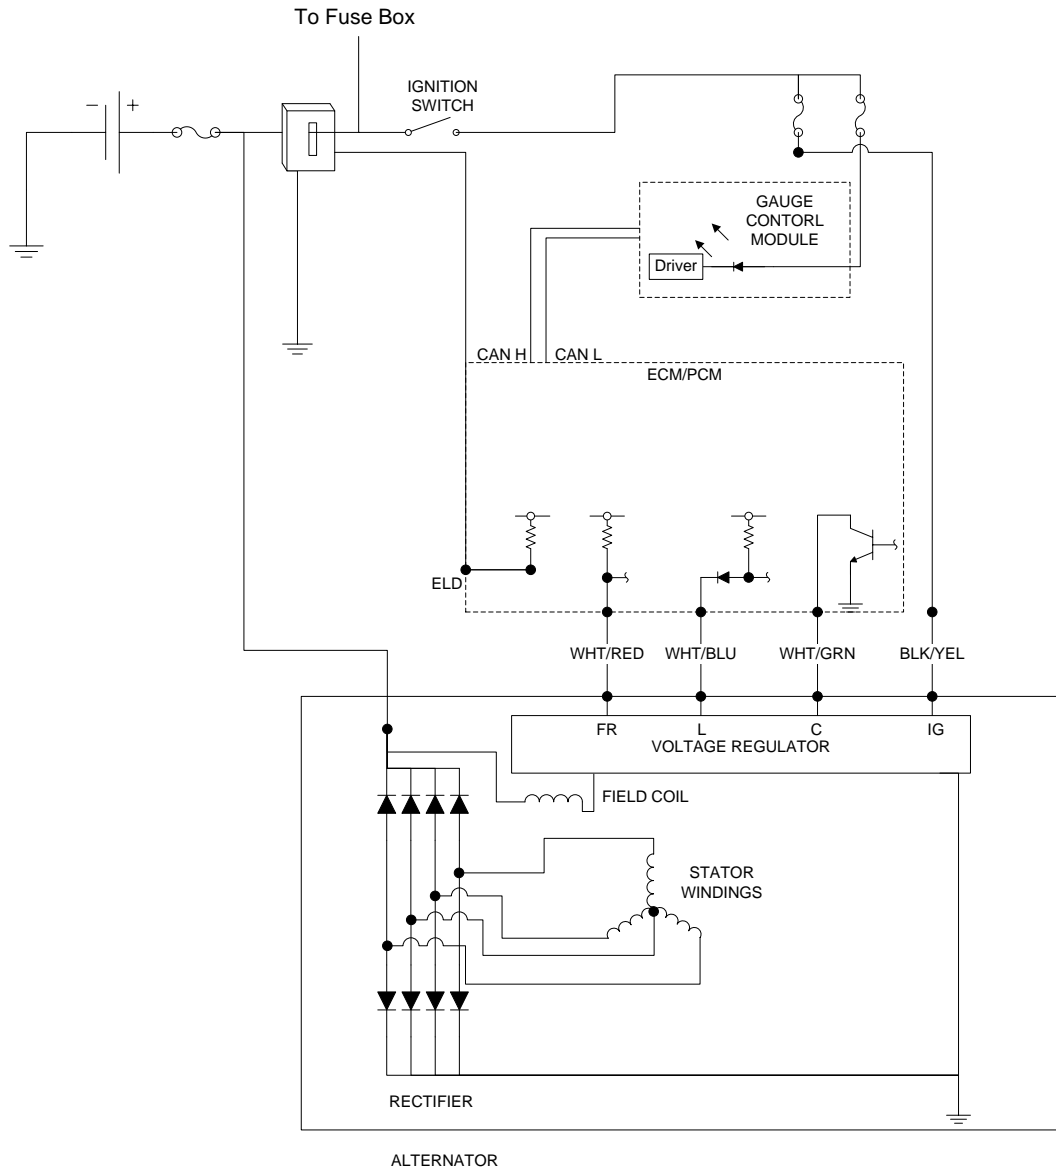 To Fuse Box
IGNITION
SWITCH
− +
GAUGE
CONTORL
MODULE
Driver
CAN H CAN L
ECM/PCM
ELD
WHT/RED WHT/BLU WHT/GRN BLK/YEL
FR L C IG
VOLTAGE REGULATOR
FIELD COIL
STATOR
WINDINGS
RECTIFIER
ALTERNATOR